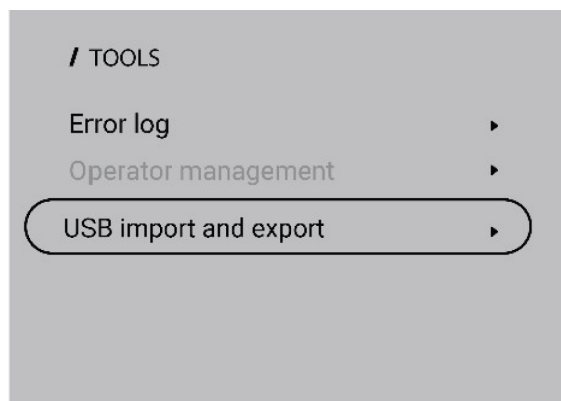 / TOOLS
Error log
Operator management
USB import and export